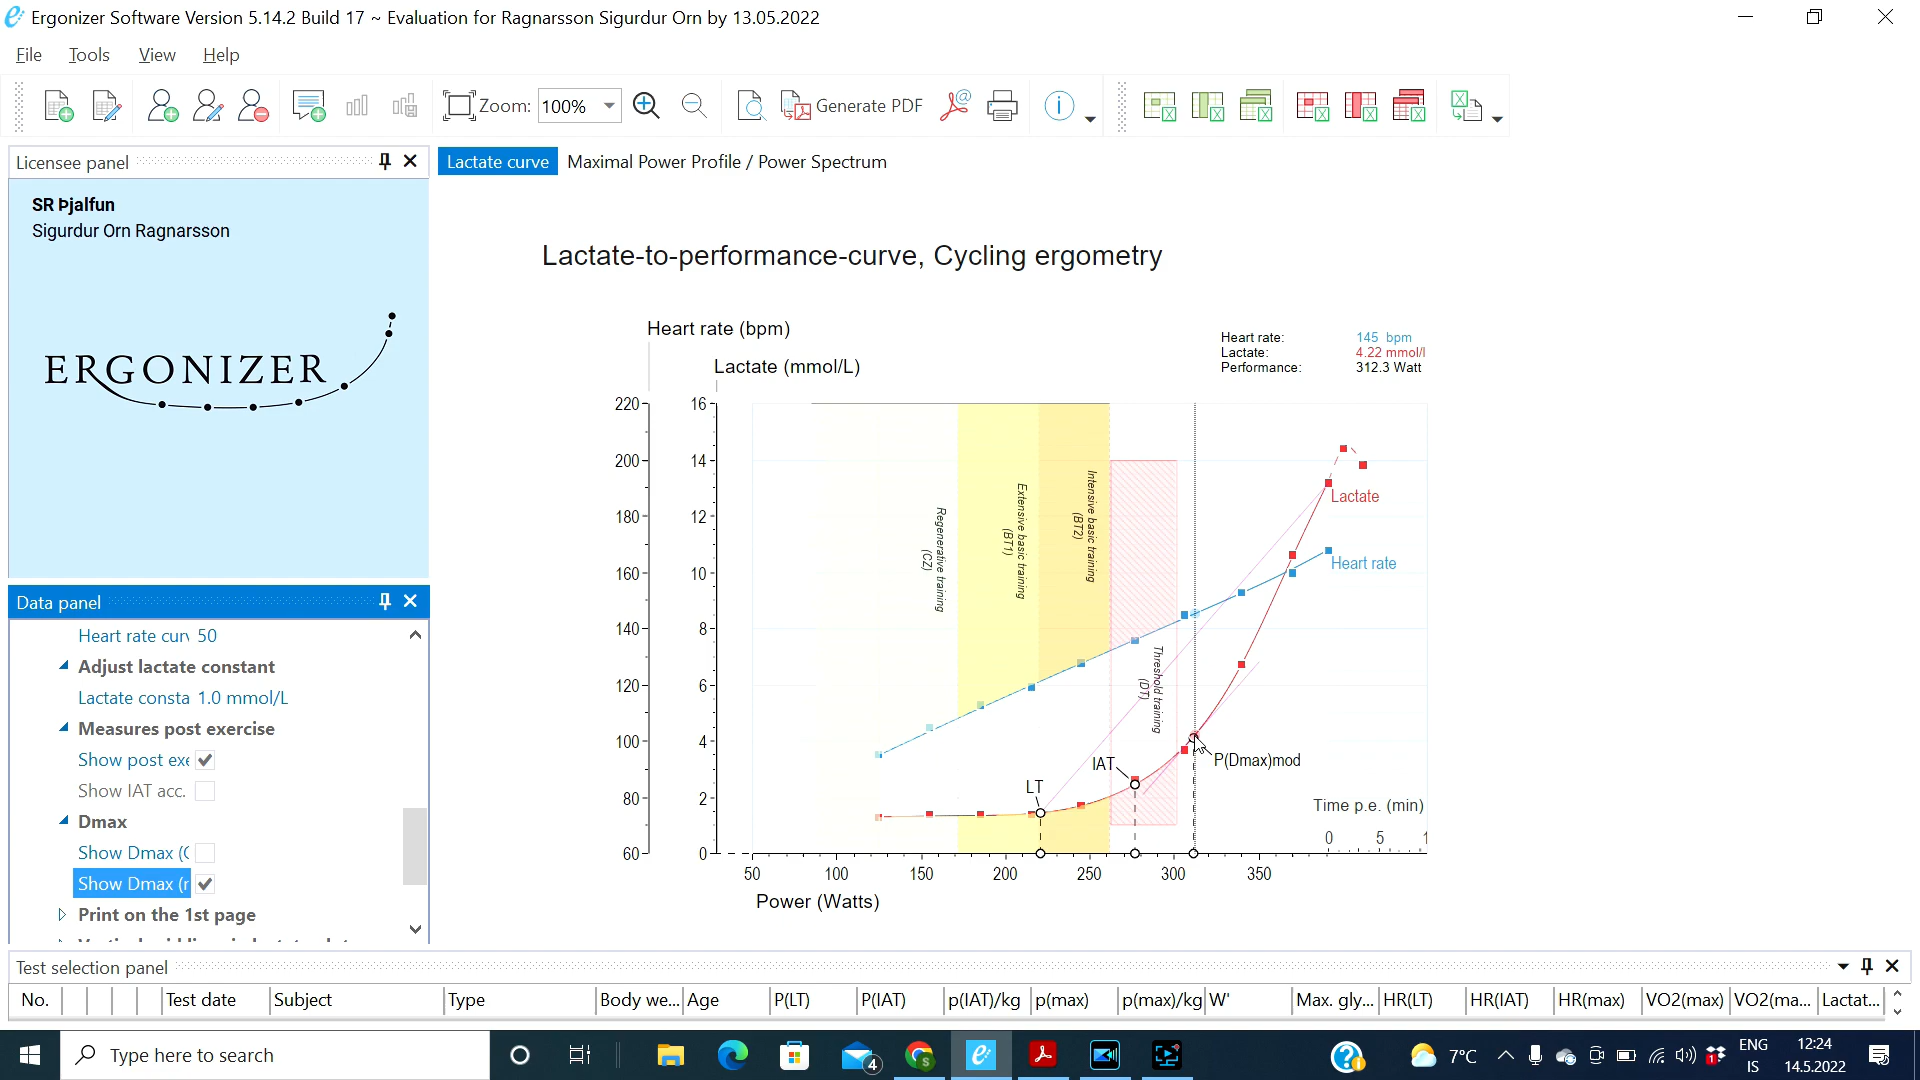 Ergonizer Software Version 5.14.2 Build 17 ~ Evaluation for Ragnarsson Sigurdur Orn by 13.05.2022
File Tools View Help
Zoom: 100% Generate PDF
Licensee panel
SR Þjalfun
Sigurdur Orn Ragnarsson
ERGONIZER
Data panel
Heart rate curv 50
Adjust lactate constant
Lactate consta 1.0 mmol/L
Measures post exercise
Show post exe
Show IAT acc.
Dmax
Show Dmax (
Show Dmax (r
Print on the 1st page
Lactate curve Maximal Power Profile / Power Spectrum
Lactate-to-performance-curve, Cycling ergometry
Heart rate (bpm)
Lactate (mmol/L)
Heart rate: 145 bpm
Lactate: 4.22 mmol/l
Performance: 312.3 Watt
220 16
200 14
180 12
160 10
140 8
120 6
100 4
80 2
60 0
Regenerative training
(CZ)
Extensive basic training
(BT1)
Intensive basic training
(BT2)
Threshold training
(DT)
Lactate
Heart rate
LT
IAT
P(Dmax)mod
Time p.e. (min)
0 5 1
50 100 150 200 250 300 350
Power (Watts)
Test selection panel
No. Test date Subject Type Body we... Age P(LT) P(IAT) p(IAT)/kg p(max) p(max)/kg W' Max. gly... HR(LT) HR(IAT) HR(max) VO2(max) VO2(ma... Lactat...
Type here to search
4
7°C
1
ENG
IS
12:24
14.5.2022